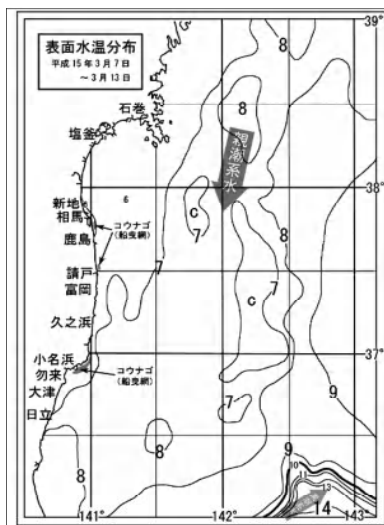 表面水温分布
平成15年3月7日
～3月13日
39°
8
8
石巻
塩釜
親潮系水
38°
6
新地
相馬
コウナゴ
(船曳網)
鹿島
C
7
8
7
7
請戸
富岡
C
久之浜
37°
小名浜
勿来
コウナゴ
(船曳網)
大津
日立
7
9
8
8
9
10
11
13
14
141°
142°
143°